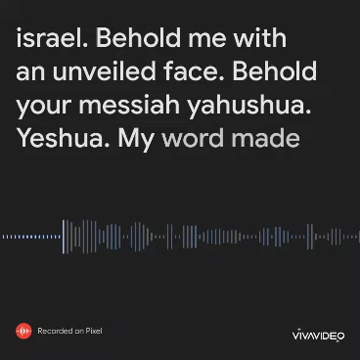 israel. Behold me with
an unveiled face. Behold
your messiah yahushua.
Yeshua. My word made
Recorded on Pixel
VIVAVIDEO